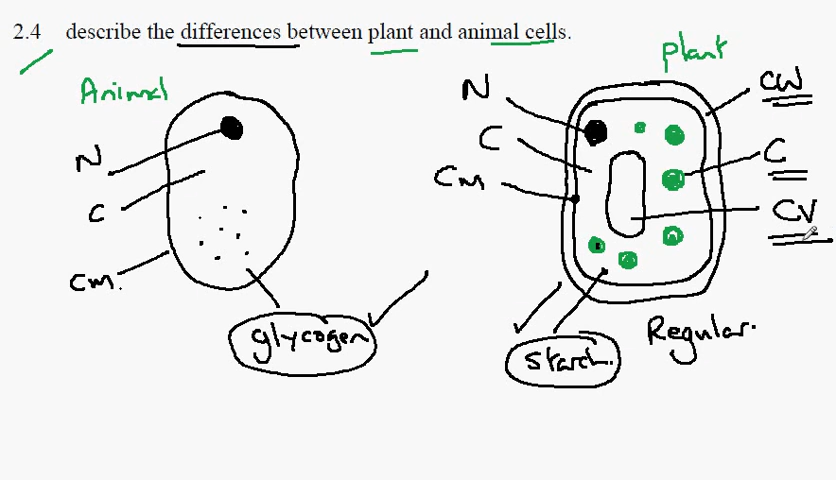 2.4 describe the differences between plant and animal cells.
Animal
N
C
Cm.
glycogen
Plant
N
C
Cm
CW
C
CV
starch.
Regular.